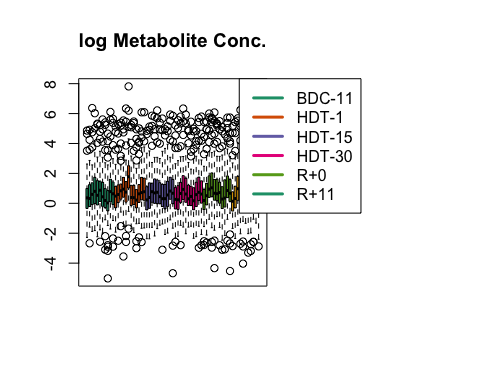 log Metabolite Conc.
8
6
4
2
0
-2
-4
BDC-11
HDT-1
HDT-15
HDT-30
R+0
R+11